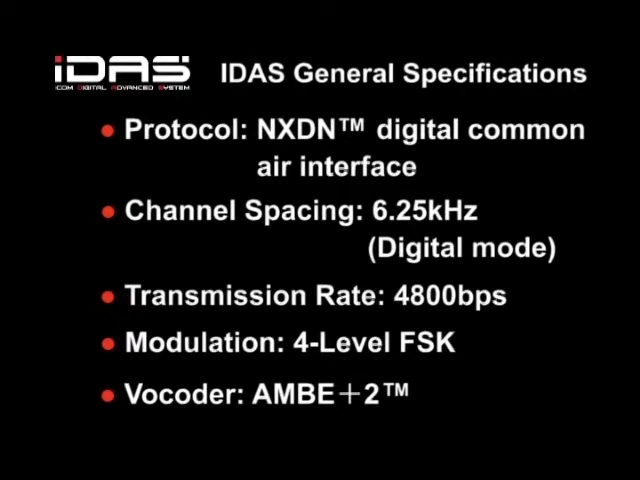 iDAS
ICOM DIGITAL ADVANCED SYSTEM
IDAS General Specifications
● Protocol: NXDN™ digital common
air interface
● Channel Spacing: 6.25kHz
(Digital mode)
● Transmission Rate: 4800bps
● Modulation: 4-Level FSK
● Vocoder: AMBE＋2™